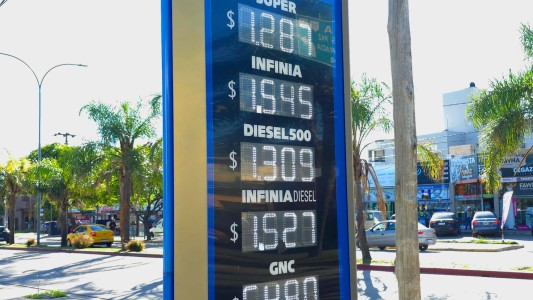 SUPER
$ 1.287
INFINIA
$ 1.545
DIESEL500
$ 1.309
INFINIA DIESEL
$ 1.527
GNC
$